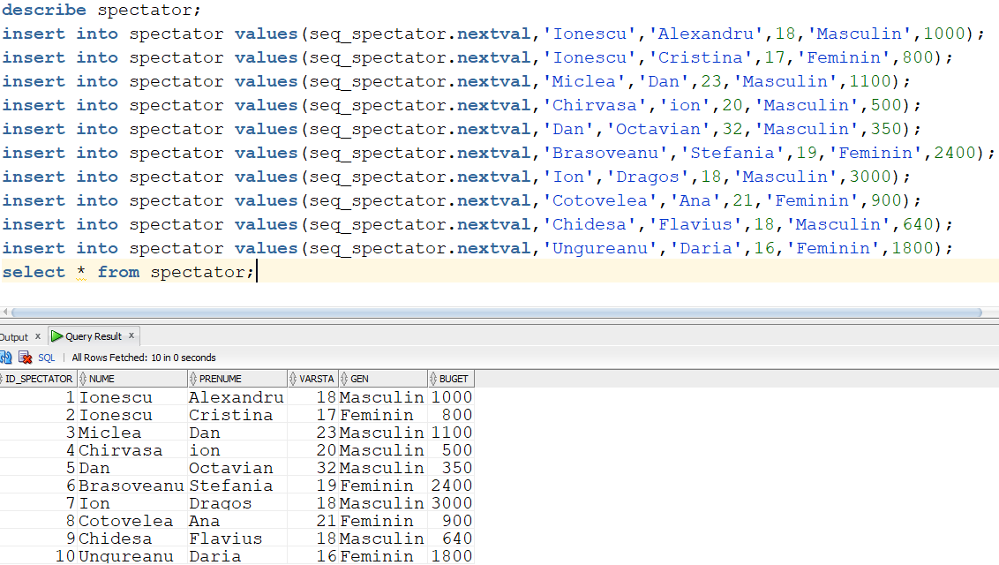 describe spectator;
insert into spectator values(seq_spectator.nextval,'Ionescu','Alexandru',18,'Masculin',1000);
insert into spectator values(seq_spectator.nextval,'Ionescu','Cristina',17,'Feminin',800);
insert into spectator values(seq_spectator.nextval,'Miclea','Dan',23,'Masculin',1100);
insert into spectator values(seq_spectator.nextval,'Chirvasa','ion',20,'Masculin',500);
insert into spectator values(seq_spectator.nextval,'Dan','Octavian',32,'Masculin',350);
insert into spectator values(seq_spectator.nextval,'Brasoveanu','Stefania',19,'Feminin',2400);
insert into spectator values(seq_spectator.nextval,'Ion','Dragos',18,'Masculin',3000);
insert into spectator values(seq_spectator.nextval,'Cotovelea','Ana',21,'Feminin',900);
insert into spectator values(seq_spectator.nextval,'Chidesa','Flavius',18,'Masculin',640);
insert into spectator values(seq_spectator.nextval,'Ungureanu','Daria',16,'Feminin',1800);
select * from spectator;
Output x Query Result x
SQL | All Rows Fetched: 10 in 0 seconds
ID_SPECTATOR NUME PRENUME VARSTA GEN BUGET
1 Ionescu Alexandru 18 Masculin 1000
2 Ionescu Cristina 17 Feminin 800
3 Miclea Dan 23 Masculin 1100
4 Chirvasa ion 20 Masculin 500
5 Dan Octavian 32 Masculin 350
6 Brasoveanu Stefania 19 Feminin 2400
7 Ion Dragos 18 Masculin 3000
8 Cotovelea Ana 21 Feminin 900
9 Chidesa Flavius 18 Masculin 640
10 Ungureanu Daria 16 Feminin 1800